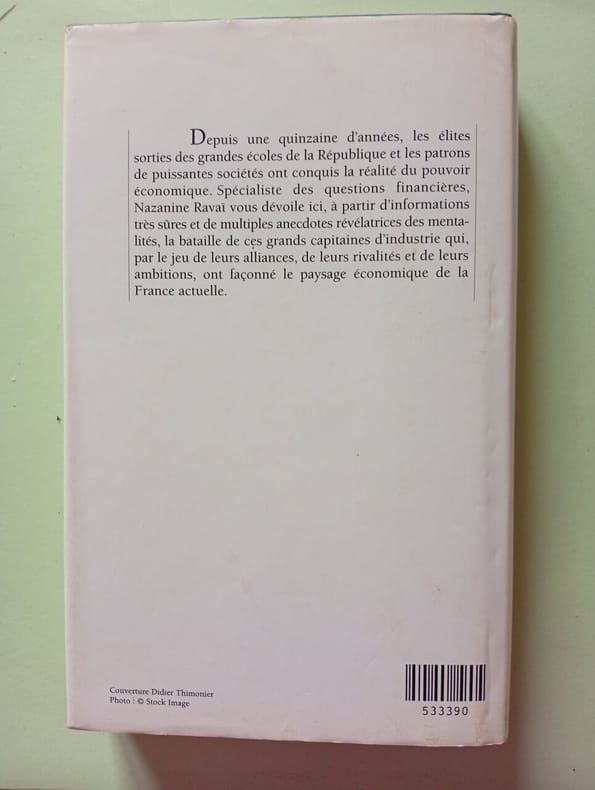 Depuis une quinzaine d'années, les élites
sorties des grandes écoles de la République et les patrons
de puissantes sociétés ont conquis la réalité du pouvoir
économique. Spécialiste des questions financières,
Nazanine Ravaï vous dévoile ici, à partir d'informations
très sûres et de multiples anecdotes révélatrices des menta-
lités, la bataille de ces grands capitaines d'industrie qui,
par le jeu de leurs alliances, de leurs rivalités et de leurs
ambitions, ont façonné le paysage économique de la
France actuelle.
Couverture Didier Thimonier
Photo : © Stock Image
533390